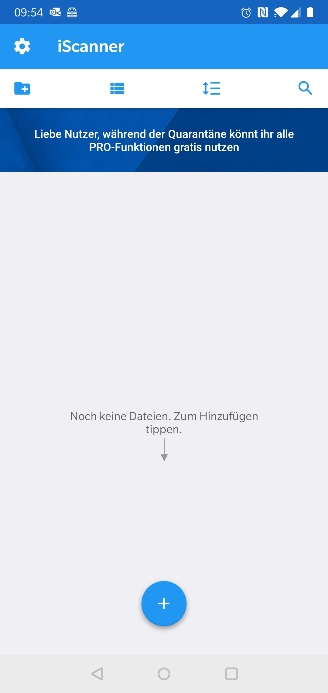 09:54
iScanner
Liebe Nutzer, während der Quarantäne könnt ihr alle
PRO-Funktionen gratis nutzen
Noch keine Dateien. Zum Hinzufügen
tippen.